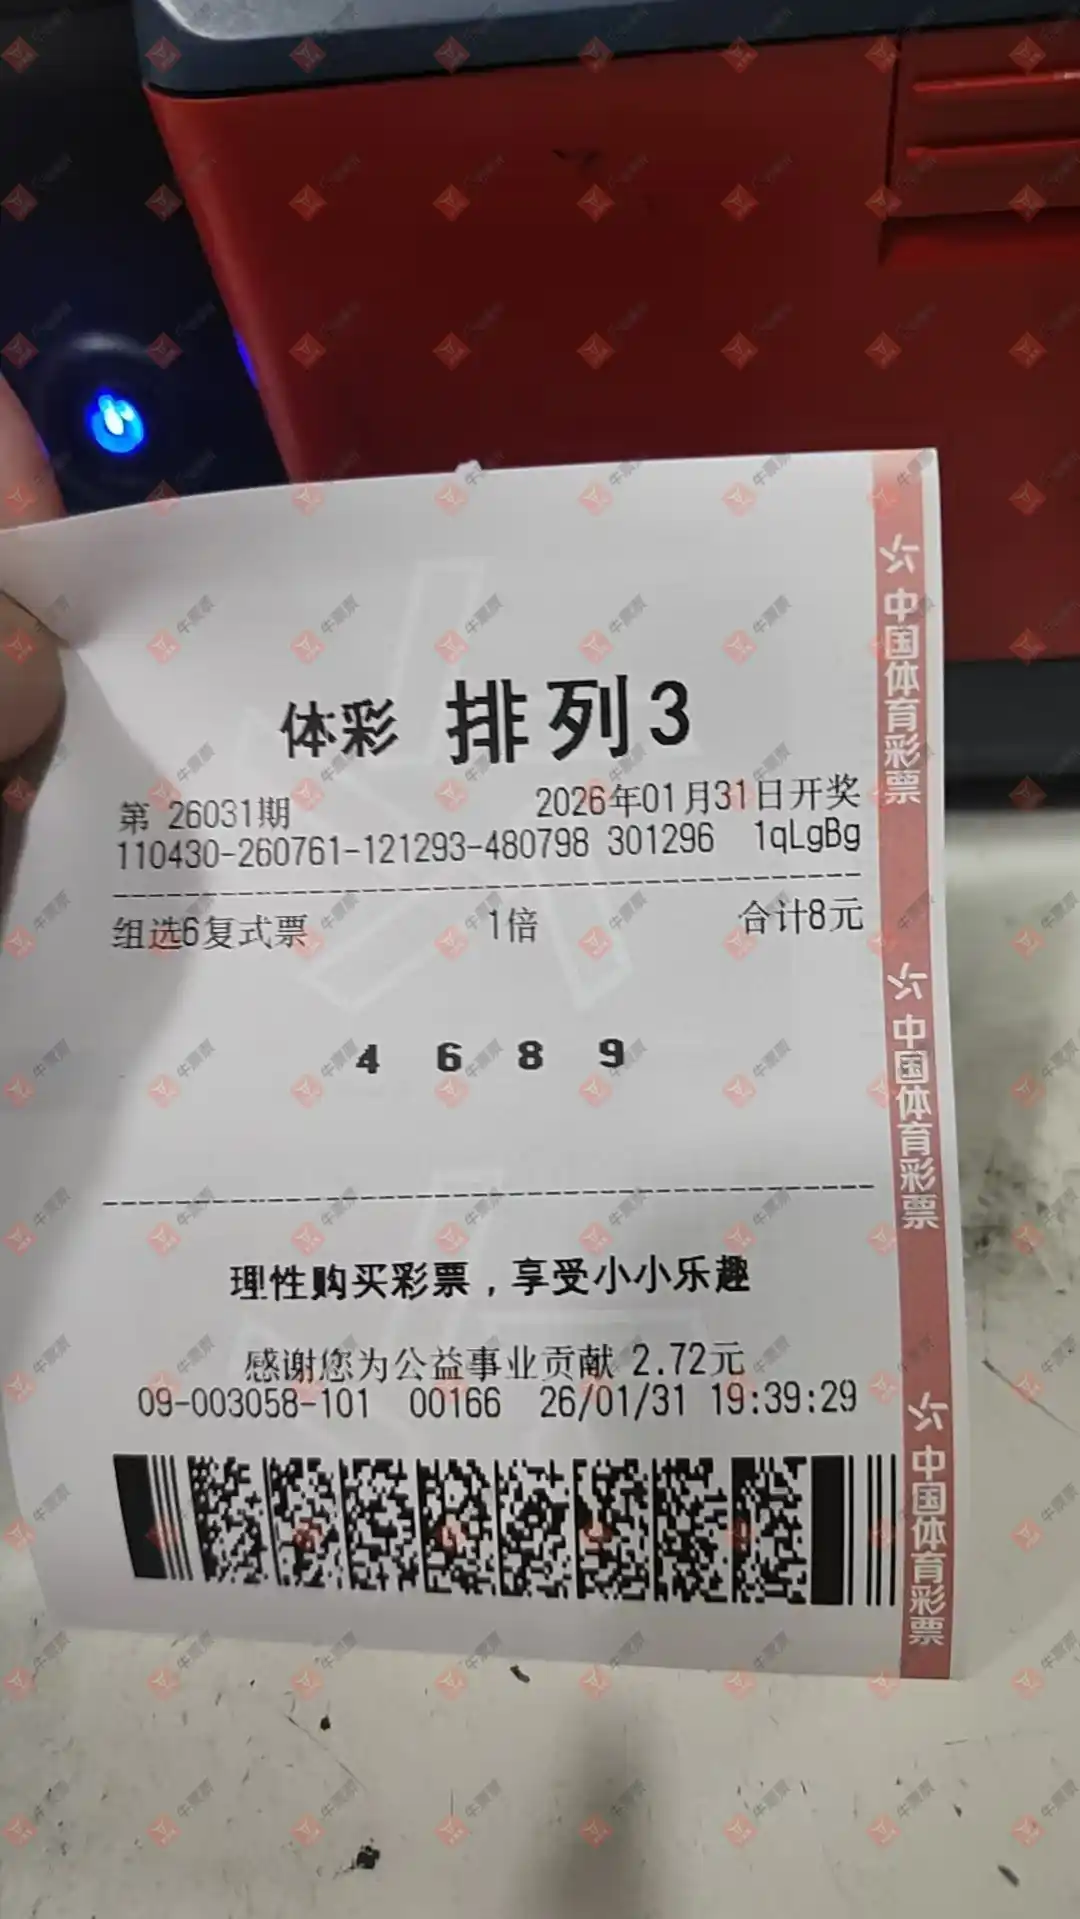 体彩 排列3
第 26031期 2026年01月31日开奖
110430-260761-121293-480798 301296 1qLgBg
组选6复式票 1倍 合计8元
4 6 8 9
理性购买彩票，享受小小乐趣
感谢您为公益事业贡献 2.72元
09-003058-101 00166 26/01/31 19:39:29
中国体育彩票
中国体育彩票
中国体育彩票
牛票票